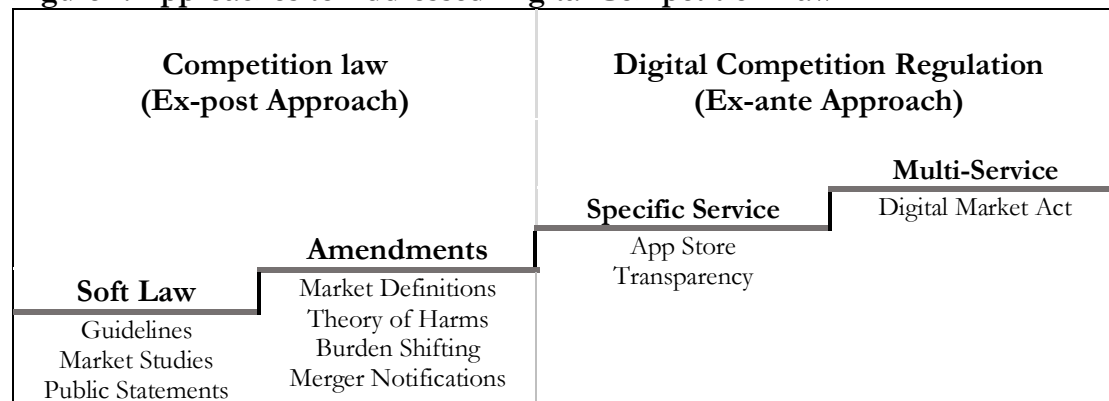 Competition law
(Ex-post Approach)
Digital Competition Regulation
(Ex-ante Approach)
Soft Law
Guidelines
Market Studies
Public Statements
Amendments
Market Definitions
Theory of Harms
Burden Shifting
Merger Notifications
Specific Service
App Store
Transparency
Multi-Service
Digital Market Act